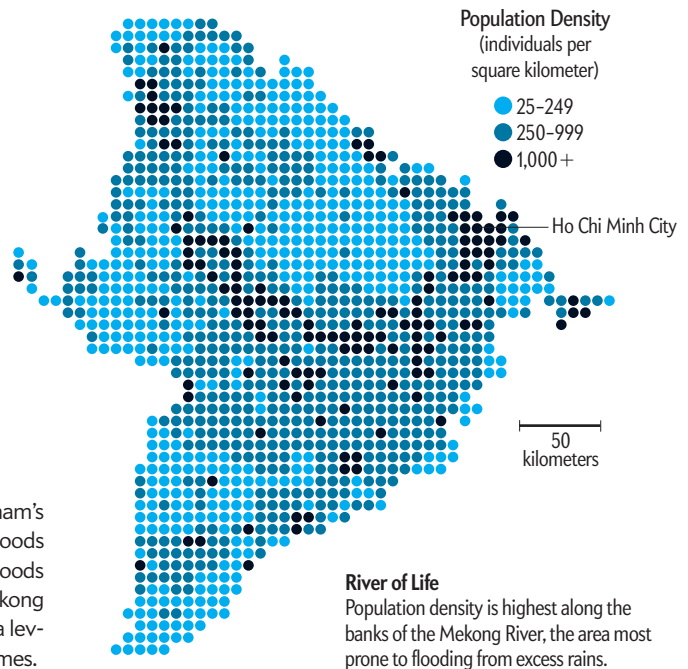 Population Density
(individuals per
square kilometer)
25–249
250–999
1,000+
Ho Chi Minh City
50
kilometers
River of Life
Population density is highest along the
banks of the Mekong River, the area most
prone to flooding from excess rains.